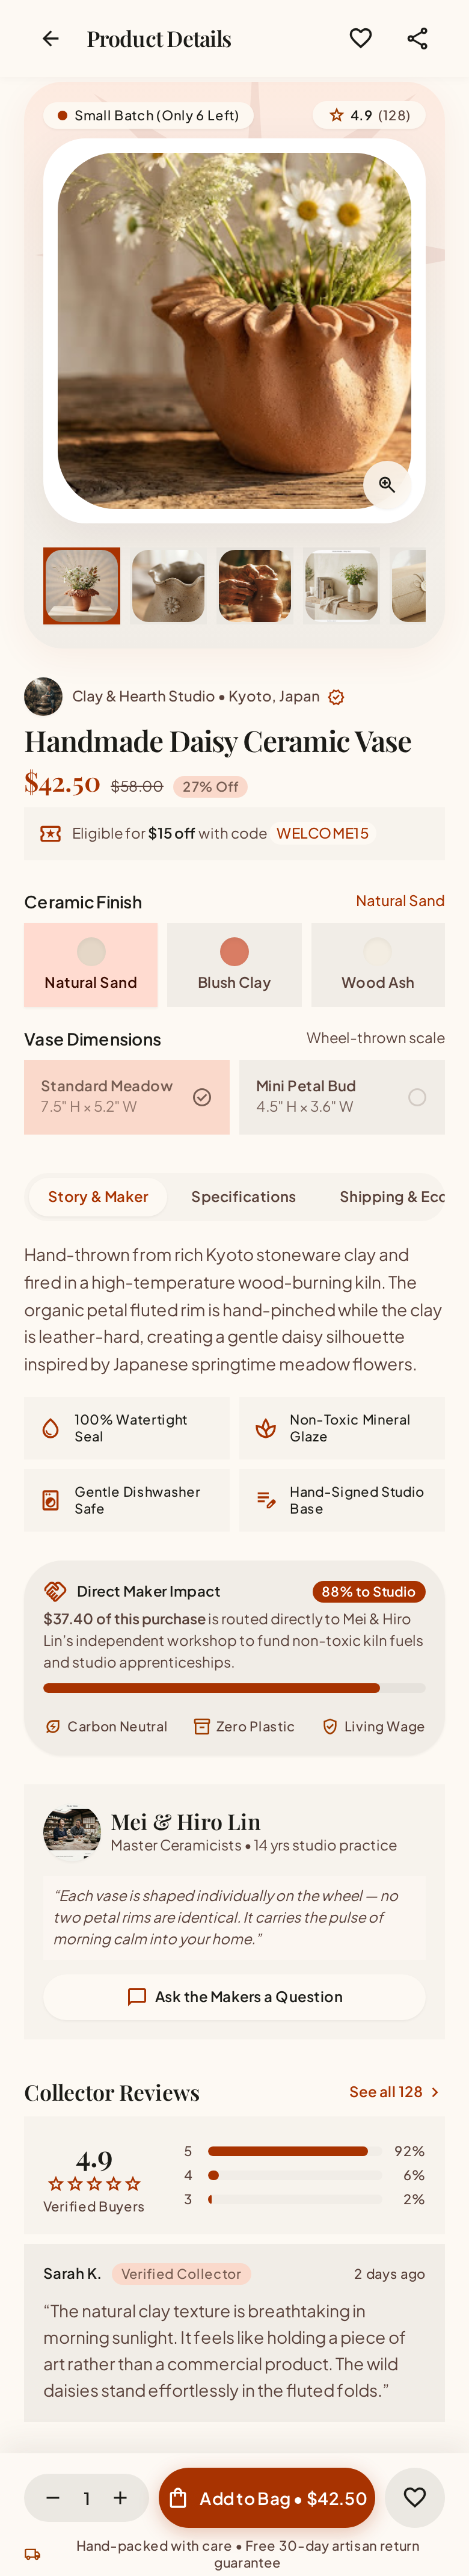 Product Details
Small Batch (Only 6 Left)
4.9 (128)
Clay & Hearth Studio • Kyoto, Japan
Handmade Daisy Ceramic Vase
$42.50 $58.00 27% Off
Eligible for $15 off with code WELCOME15
Ceramic Finish
Natural Sand
Natural Sand
Blush Clay
Wood Ash
Vase Dimensions
Wheel-thrown scale
Standard Meadow
7.5" H × 5.2" W
Mini Petal Bud
4.5" H × 3.6" W
Story & Maker
Specifications
Shipping & Ecc
Hand-thrown from rich Kyoto stoneware clay and
fired in a high-temperature wood-burning kiln. The
organic petal fluted rim is hand-pinched while the clay
is leather-hard, creating a gentle daisy silhouette
inspired by Japanese springtime meadow flowers.
100% Watertight
Seal
Non-Toxic Mineral
Glaze
Gentle Dishwasher
Safe
Hand-Signed Studio
Base
Direct Maker Impact
88% to Studio
$37.40 of this purchase is routed directly to Mei & Hiro
Lin's independent workshop to fund non-toxic kiln fuels
and studio apprenticeships.
Carbon Neutral
Zero Plastic
Living Wage
Mei & Hiro Lin
Master Ceramicists • 14 yrs studio practice
“Each vase is shaped individually on the wheel — no
two petal rims are identical. It carries the pulse of
morning calm into your home.”
Ask the Makers a Question
Collector Reviews
See all 128
4.9
Verified Buyers
5 92%
4 6%
3 2%
Sarah K.
Verified Collector
2 days ago
“The natural clay texture is breathtaking in
morning sunlight. It feels like holding a piece of
art rather than a commercial product. The wild
daisies stand effortlessly in the fluted folds.”
1
Add to Bag • $42.50
Hand-packed with care • Free 30-day artisan return
guarantee